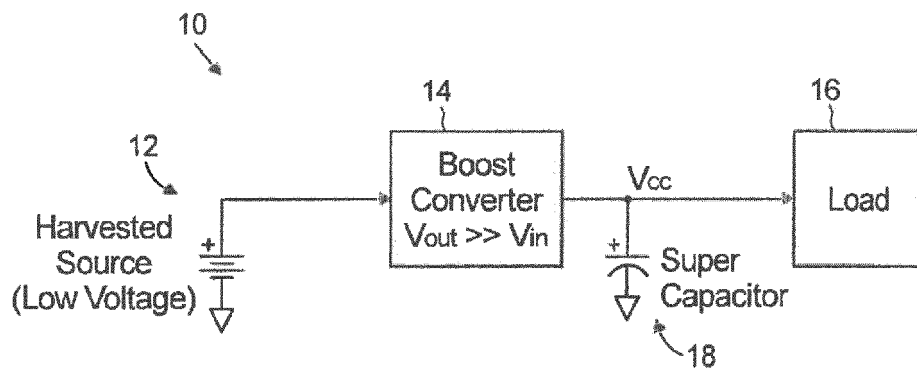 10
12
Harvested
Source
(Low Voltage)
+
14
Boost
Converter
Vout >> Vin
VCC
+
Super
Capacitor
18
16
Load